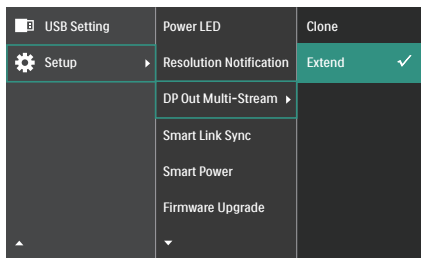 USB Setting
Setup
Power LED
Resolution Notification
DP Out Multi-Stream
Smart Link Sync
Smart Power
Firmware Upgrade
Clone
Extend